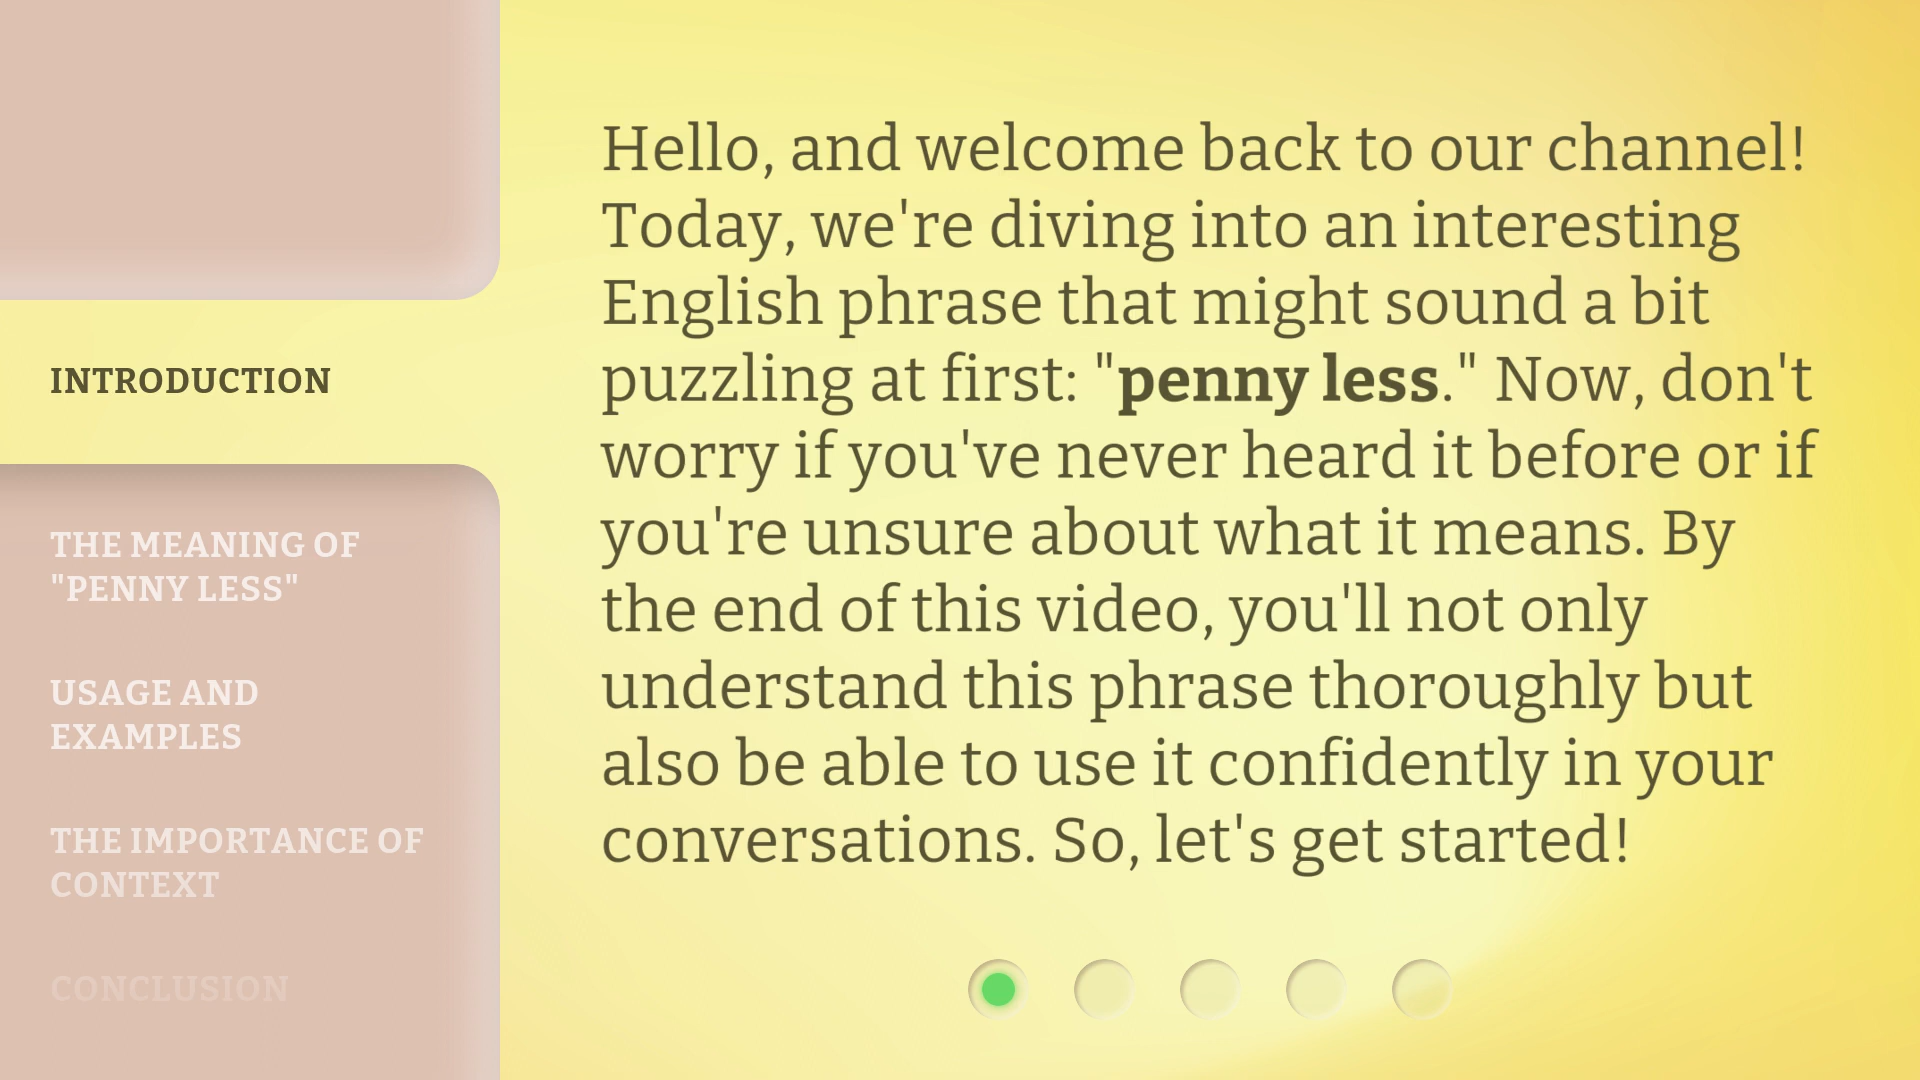 INTRODUCTION
THE MEANING OF
"PENNY LESS"
USAGE AND
EXAMPLES
THE IMPORTANCE OF
CONTEXT
CONCLUSION
Hello, and welcome back to our channel!
Today, we're diving into an interesting
English phrase that might sound a bit
puzzling at first: "penny less." Now, don't
worry if you've never heard it before or if
you're unsure about what it means. By
the end of this video, you'll not only
understand this phrase thoroughly but
also be able to use it confidently in your
conversations. So, let's get started!